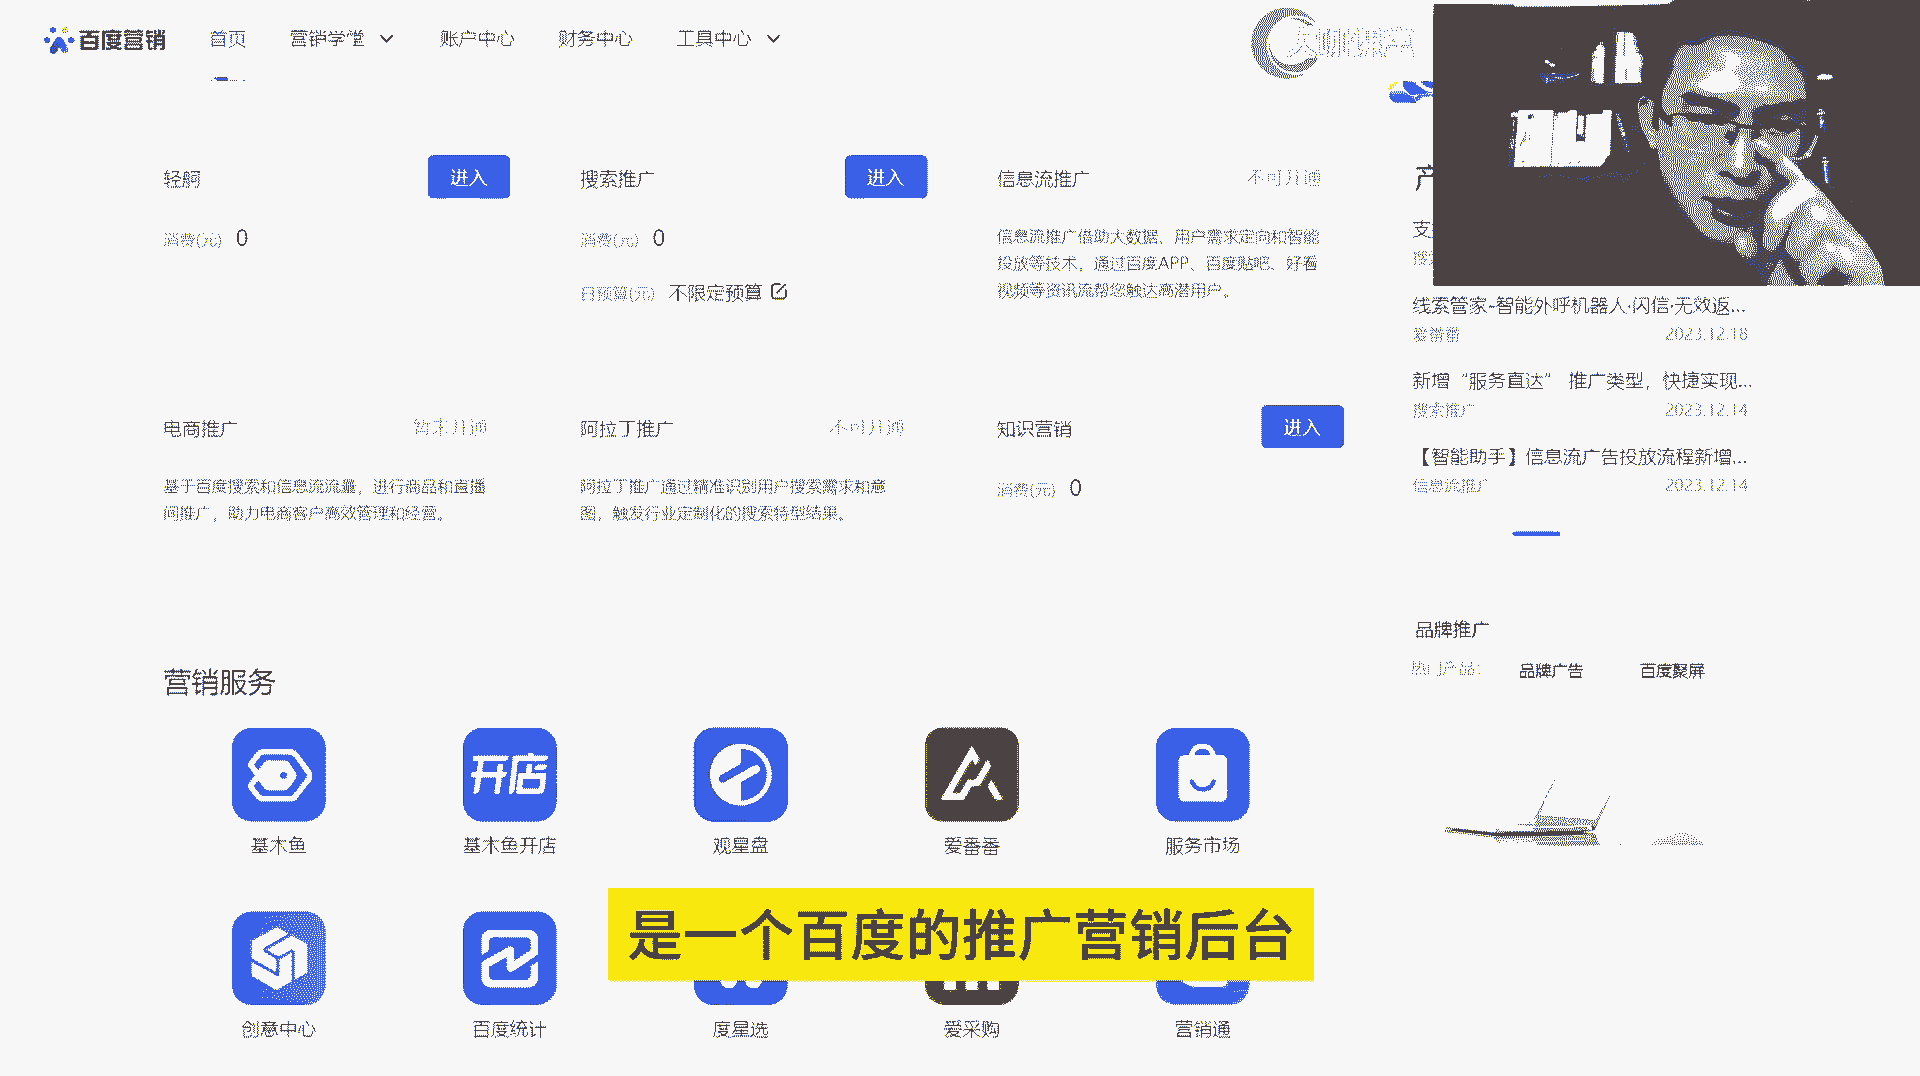 百度营销 首页 营销学堂 账户中心 财务中心 工具中心
轻舸 进入
消费(元) 0
搜索推广 进入
消费(元) 0
日预算(元) 不限定预算
信息流推广 不可开通
信息流推广借助大数据、用户需求定向和智能
投放等技术，通过百度APP、百度贴吧、好看
视频等资讯流帮您触达高潜用户。
电商推广 暂未开通
基于百度搜索和信息流流量，进行商品和直播
间推广，助力电商客户高效管理和经营。
阿拉丁推广 不可开通
阿拉丁推广通过精准识别用户搜索需求和意
图，触发行业定制化的搜索特型结果。
知识营销 进入
消费(元) 0
产
支
搜
线索管家-智能外呼机器人·闪信·无效返...
爱番番 2023.12.18
新增“服务直达” 推广类型，快捷实现...
搜索推广 2023.12.14
【智能助手】信息流广告投放流程新增...
信息流推广 2023.12.14
品牌推广
热门产品： 品牌广告 百度聚屏
营销服务
开店
基木鱼 基木鱼开店 观星盘 爱番番 服务市场
是一个百度的推广营销后台
创意中心 百度统计 度星选 爱采购 营销通